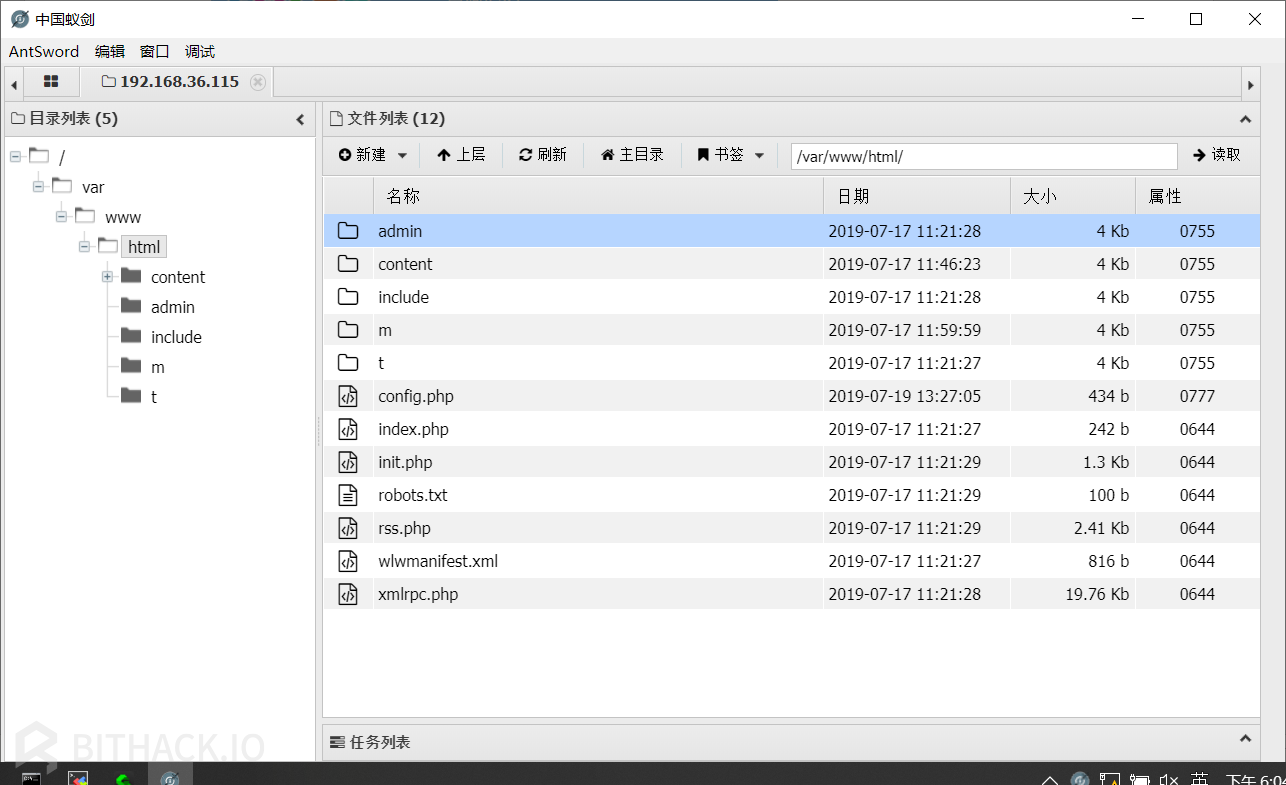 中国蚁剑
AntSword 编辑 窗口 调试
192.168.36.115
目录列表 (5)
/
var
www
html
content
admin
include
m
t
文件列表 (12)
新建 上层 刷新 主目录 书签 /var/www/html/ 读取
名称 日期 大小 属性
admin 2019-07-17 11:21:28 4 Kb 0755
content 2019-07-17 11:46:23 4 Kb 0755
include 2019-07-17 11:21:28 4 Kb 0755
m 2019-07-17 11:59:59 4 Kb 0755
t 2019-07-17 11:21:27 4 Kb 0755
config.php 2019-07-19 13:27:05 434 b 0777
index.php 2019-07-17 11:21:27 242 b 0644
init.php 2019-07-17 11:21:29 1.3 Kb 0644
robots.txt 2019-07-17 11:21:29 100 b 0644
rss.php 2019-07-17 11:21:29 2.41 Kb 0644
wlwmanifest.xml 2019-07-17 11:21:27 816 b 0644
xmlrpc.php 2019-07-17 11:21:28 19.76 Kb 0644
任务列表
BITHACK.IO
英 下午 6:04